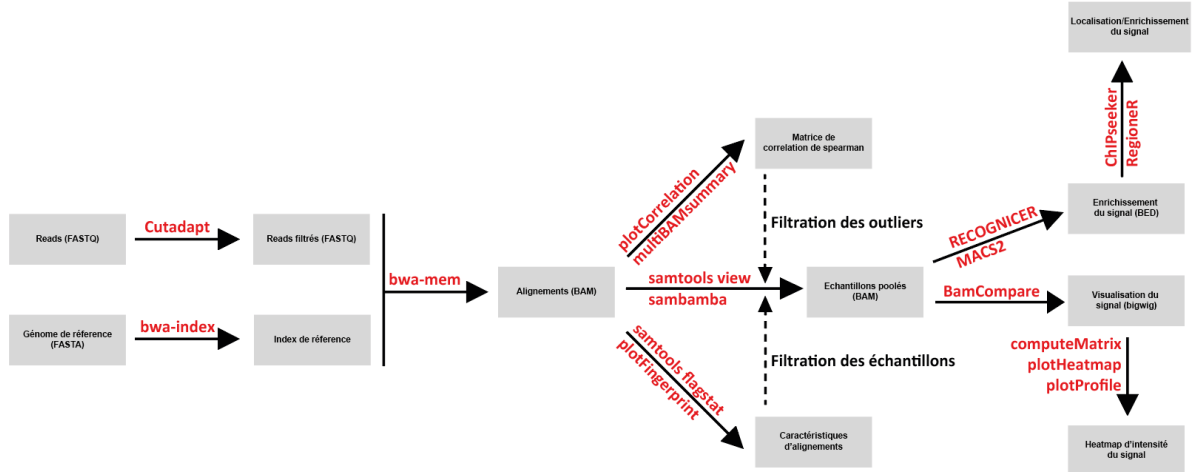 Reads (FASTQ)
Cutadapt
Reads filtrés (FASTQ)
Génome de référence
(FASTA)
bwa-index
Index de référence
bwa-mem
Alignements (BAM)
plotCorrelation
multiBAMsummary
Matrice de
correlation de spearman
Filtration des outliers
samtools view
sambamba
Echantillons poolés
(BAM)
samtools flagstat
plotFingerprint
Filtration des échantillons
Caractéristiques
d'alignements
RECOGNICER
MACS2
Enrichissement
du signal (BED)
ChIPseeker
RegioneR
Localisation/Enrichissement
du signal
BamCompare
Visualisation du
signal (bigwig)
computeMatrix
plotHeatmap
plotProfile
Heatmap d'intensité
du signal